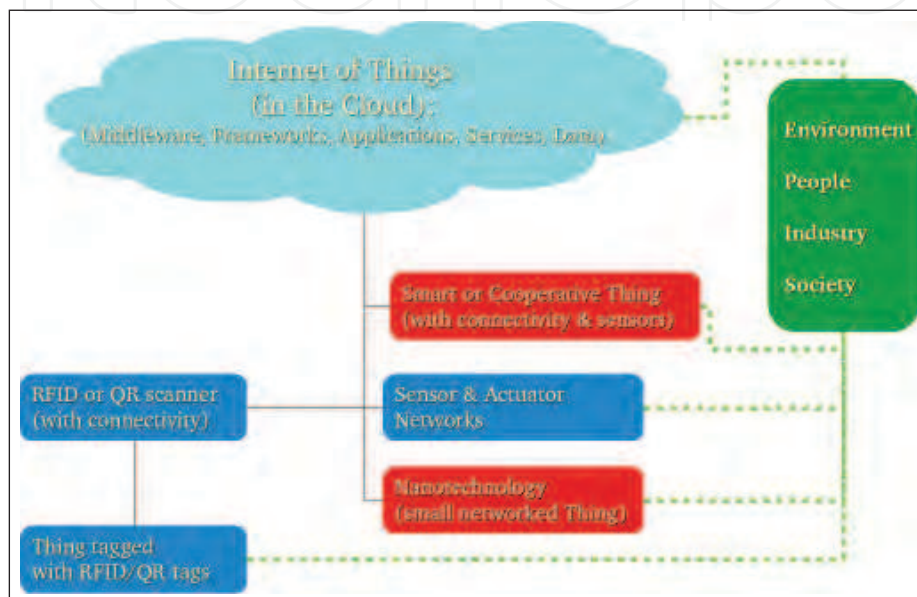 Internet of Things
(in the Cloud):
(Middleware, Frameworks, Applications, Services, Data)
Environment
People
Industry
Society
Smart or Cooperative Thing
(with connectivity & sensors)
RFID or QR scanner
(with connectivity)
Sensor & Actuator
Networks
Nanotechnology
(small networked Thing)
Thing tagged
with RFID/QR tags